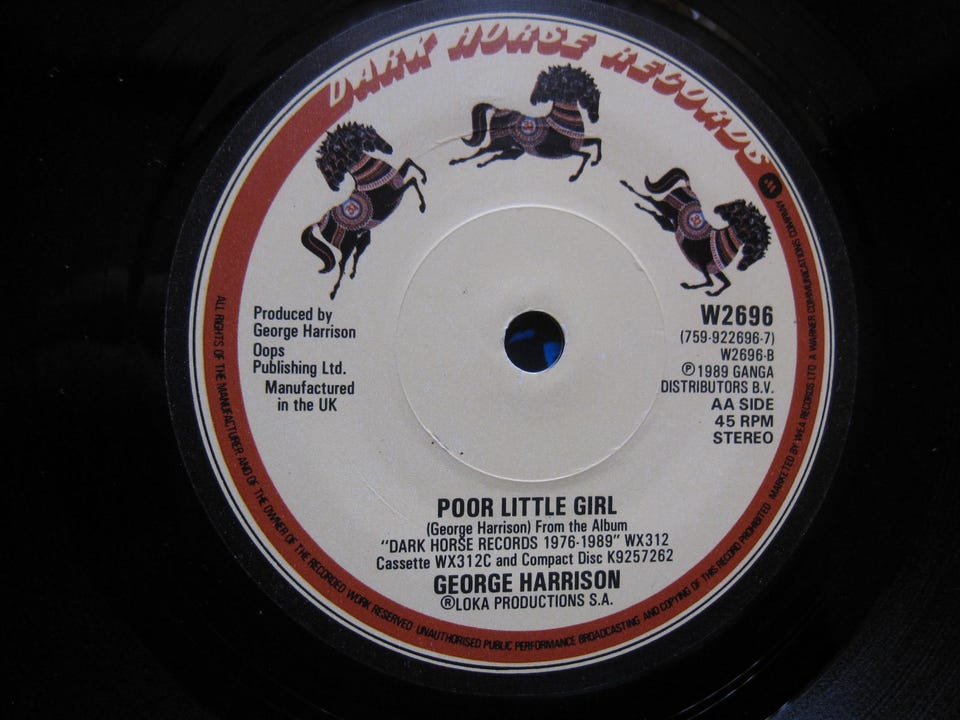 DARK HORSE RECORDS
Produced by
George Harrison
Oops
Publishing Ltd.
Manufactured
in the UK
W2696
(759-922696-7)
W2696-B
Ⓟ1989 GANGA
DISTRIBUTORS B.V.
AA SIDE
45 RPM
STEREO
POOR LITTLE GIRL
(George Harrison) From the Album
"DARK HORSE RECORDS 1976-1989" WX312
Cassette WX312C and Compact Disc K9257262
GEORGE HARRISON
®LOKA PRODUCTIONS S.A.
ALL RIGHTS OF THE MANUFACTURER AND OF THE OWNER OF THE RECORDED WORK RESERVED UNAUTHORISED PUBLIC PERFORMANCE BROADCASTING AND COPYING OF THIS RECORD PROHIBITED MARKETED BY WEA RECORDS LTD. A WARNER COMMUNICATIONS COMPANY